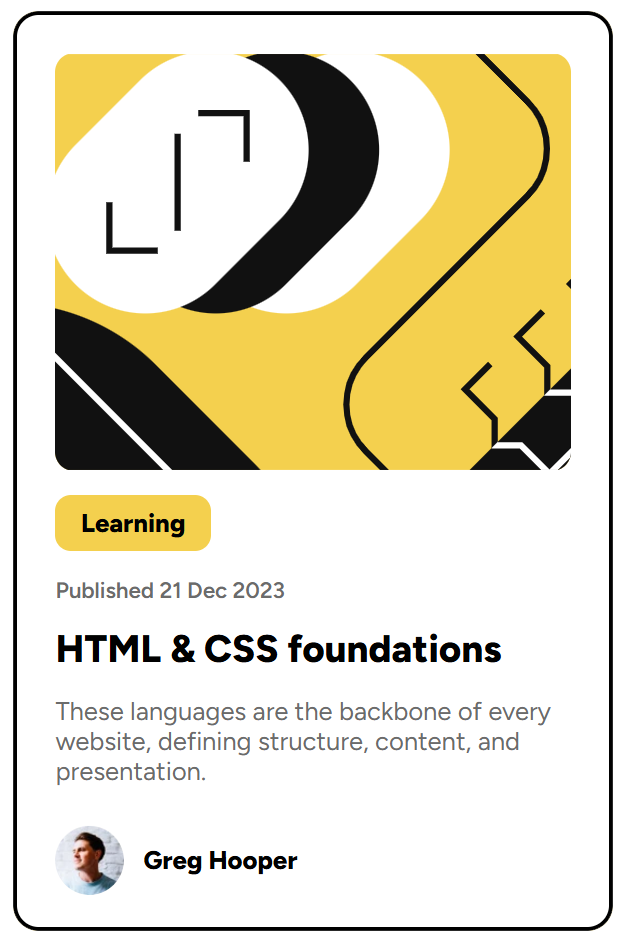 Learning
Published 21 Dec 2023
HTML & CSS foundations
These languages are the backbone of every
website, defining structure, content, and
presentation.
Greg Hooper